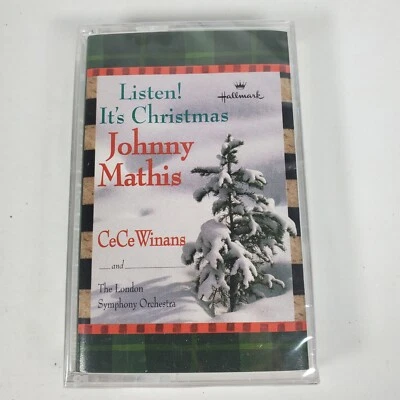 Listen!
It's Christmas
Hallmark
Johnny
Mathis
CeCe Winans
and
The London
Symphony Orchestra